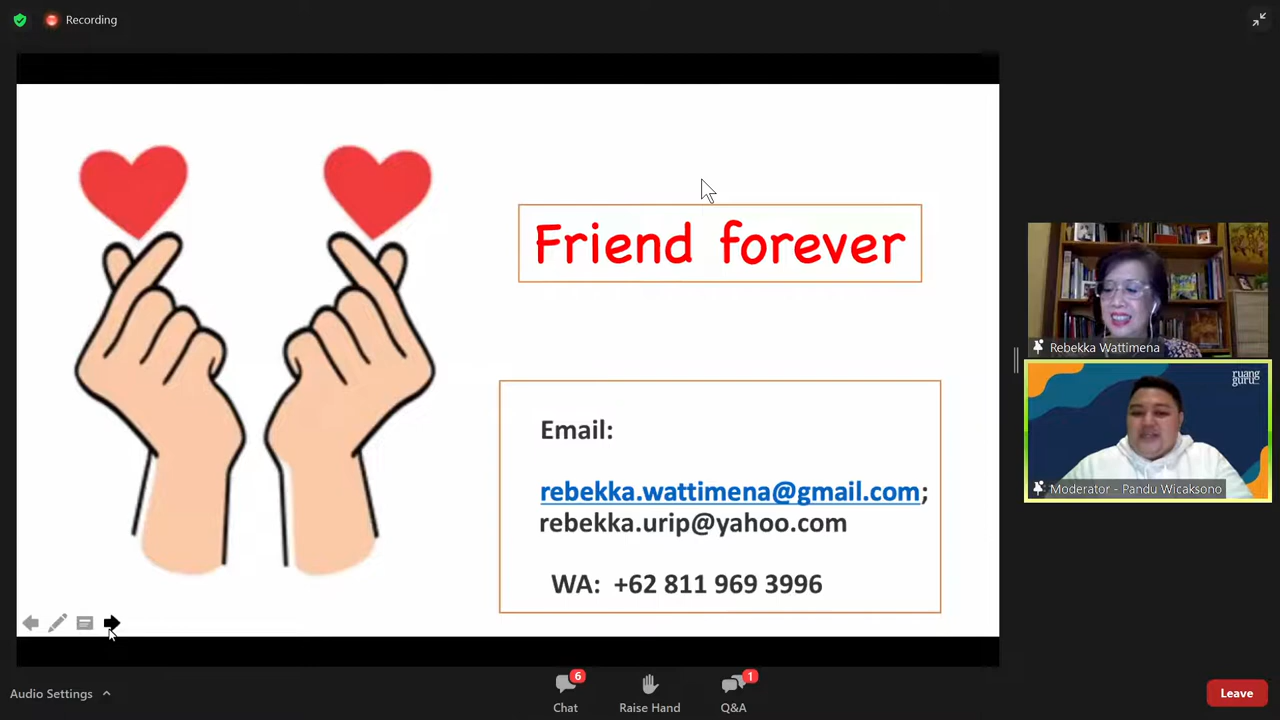 Recording
Friend forever
Email:
rebekka.wattimena@gmail.com;
rebekka.urip@yahoo.com
WA: +62 811 969 3996
Rebekka Wattimena
ruang
guru
Moderator - Pandu Wicaksono
Audio Settings
6
Chat
Raise Hand
1
Q&A
Leave